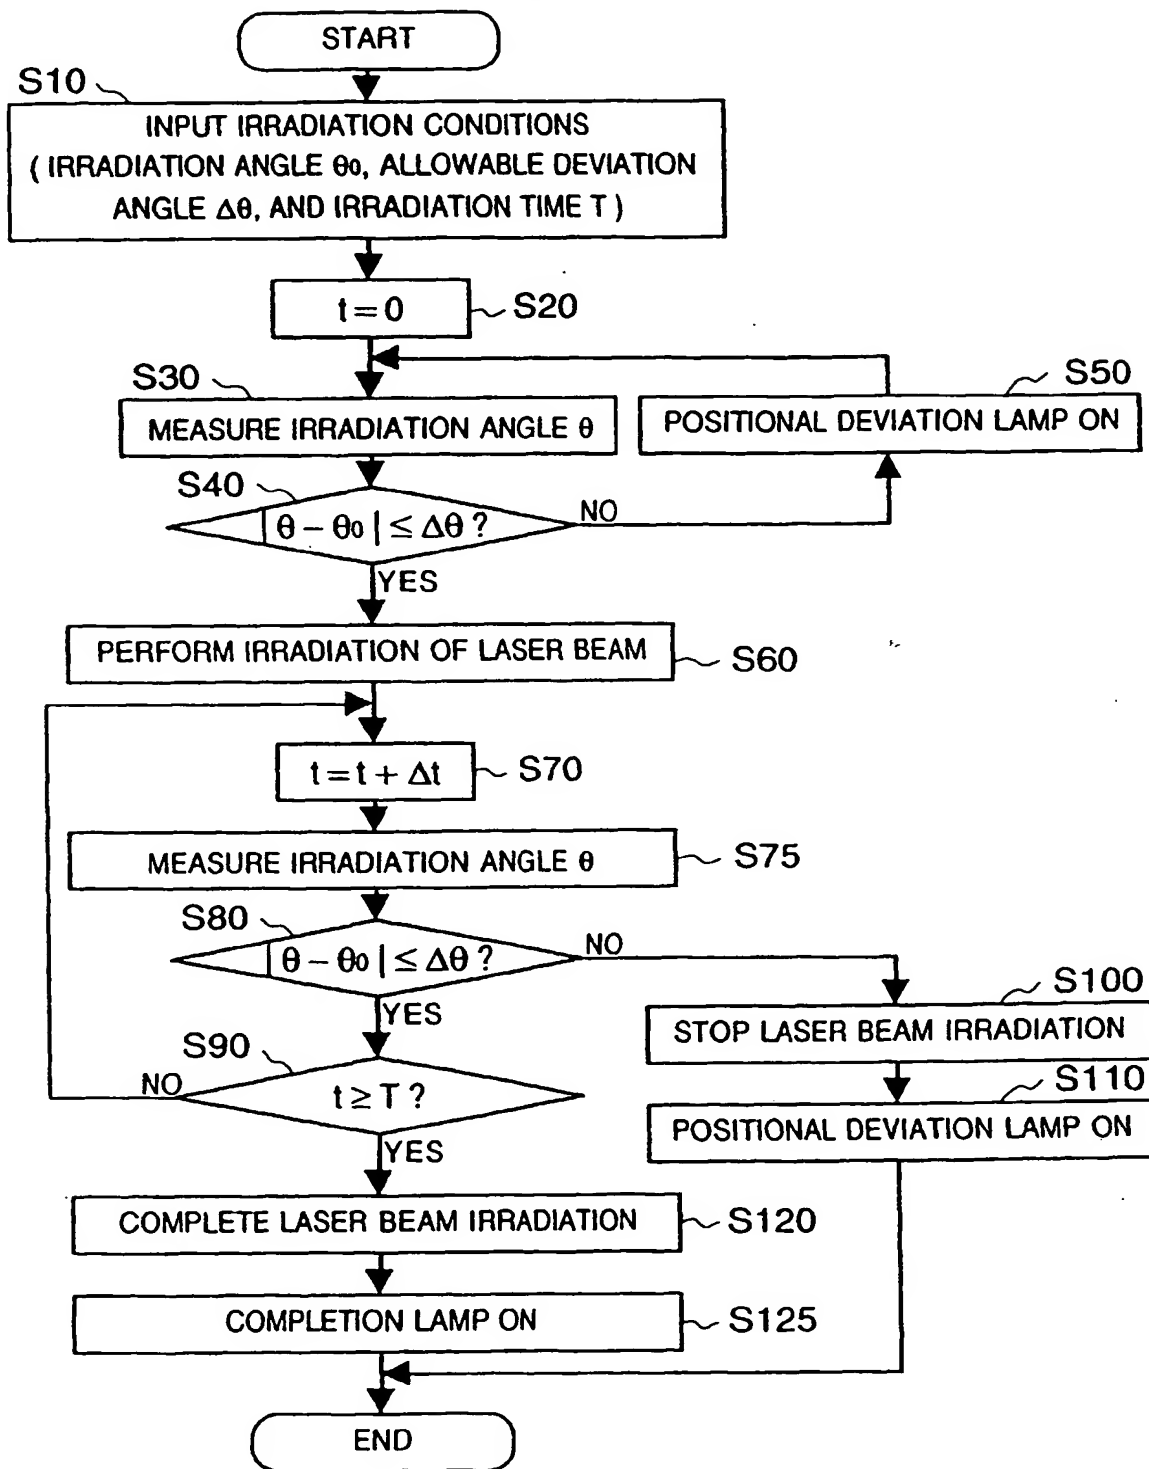 START
S10
INPUT IRRADIATION CONDITIONS
( IRRADIATION ANGLE θ0, ALLOWABLE DEVIATION
ANGLE Δθ, AND IRRADIATION TIME T )
t = 0
S20
S30
MEASURE IRRADIATION ANGLE θ
S50
POSITIONAL DEVIATION LAMP ON
S40
| θ – θ0 | ≤ Δθ ?
NO
YES
PERFORM IRRADIATION OF LASER BEAM
S60
t = t + Δt
S70
MEASURE IRRADIATION ANGLE θ
S75
S80
| θ – θ0 | ≤ Δθ ?
NO
YES
S100
STOP LASER BEAM IRRADIATION
S90
t ≥ T ?
NO
YES
S110
POSITIONAL DEVIATION LAMP ON
COMPLETE LASER BEAM IRRADIATION
S120
COMPLETION LAMP ON
S125
END